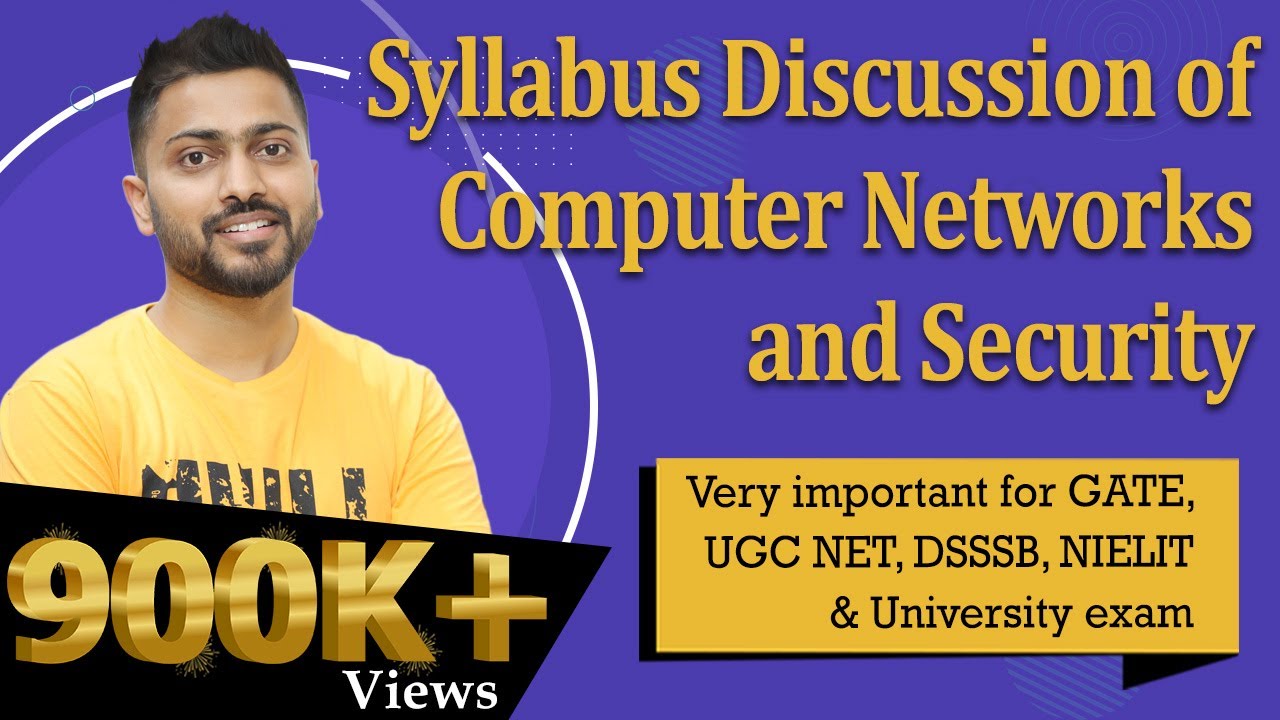 Syllabus Discussion of
Computer Networks
and Security
Very important for GATE,
UGC NET, DSSSB, NIELIT
& University exam
900K+
Views